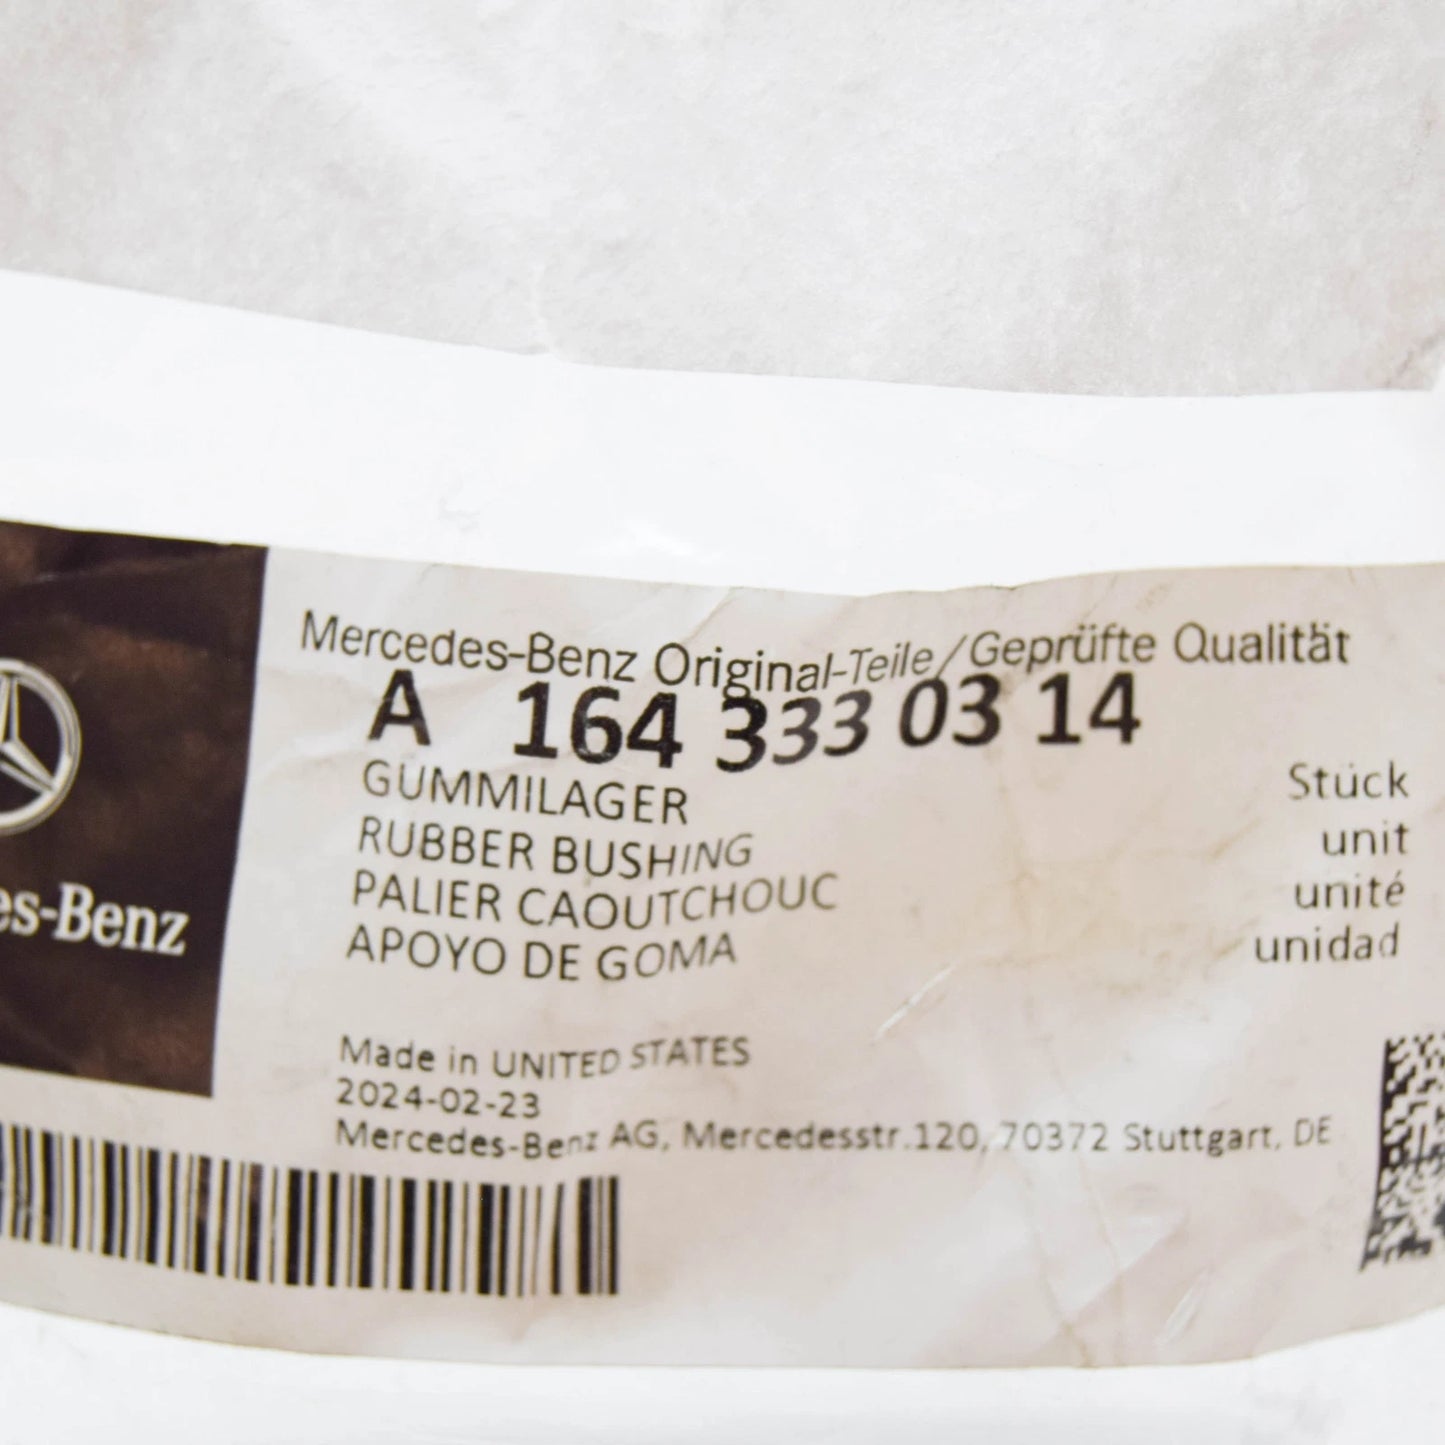 Mercedes-Benz Original-Teile/Geprüfte Qualität
A 164 333 03 14
GUMMILAGER
RUBBER BUSHING
PALIER CAOUTCHOUC
APOYO DE GOMA
Stück
unit
unité
unidad
es-Benz
Made in UNITED STATES
2024-02-23
Mercedes-Benz AG, Mercedesstr.120, 70372 Stuttgart, DE